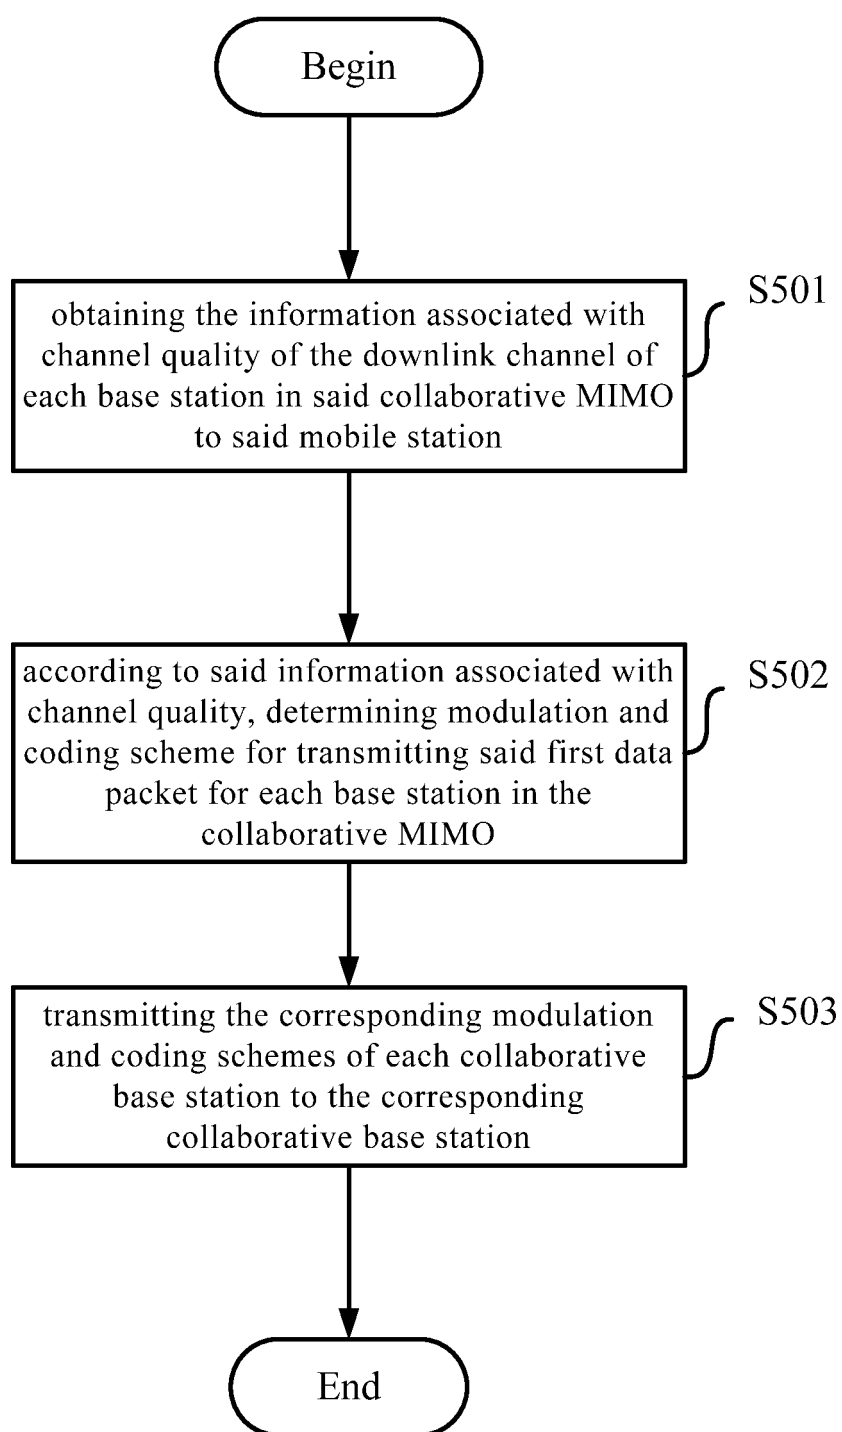 Begin
S501
obtaining the information associated with
channel quality of the downlink channel of
each base station in said collaborative MIMO
to said mobile station
S502
according to said information associated with
channel quality, determining modulation and
coding scheme for transmitting said first data
packet for each base station in the
collaborative MIMO
S503
transmitting the corresponding modulation
and coding schemes of each collaborative
base station to the corresponding
collaborative base station
End